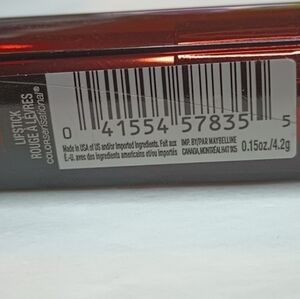 LIPSTICK
ROUGE À LÈVRES
colorsensational
0 41554 57835 5
Made in USA of US and/or imported ingredients. Fait aux
É.-U. avec des ingrédients américains et/ou importés.
IMP. BY/PAR MAYBELLINE
CANADA, MONTRÉAL H4T 1K5
0.15oz./4.2g